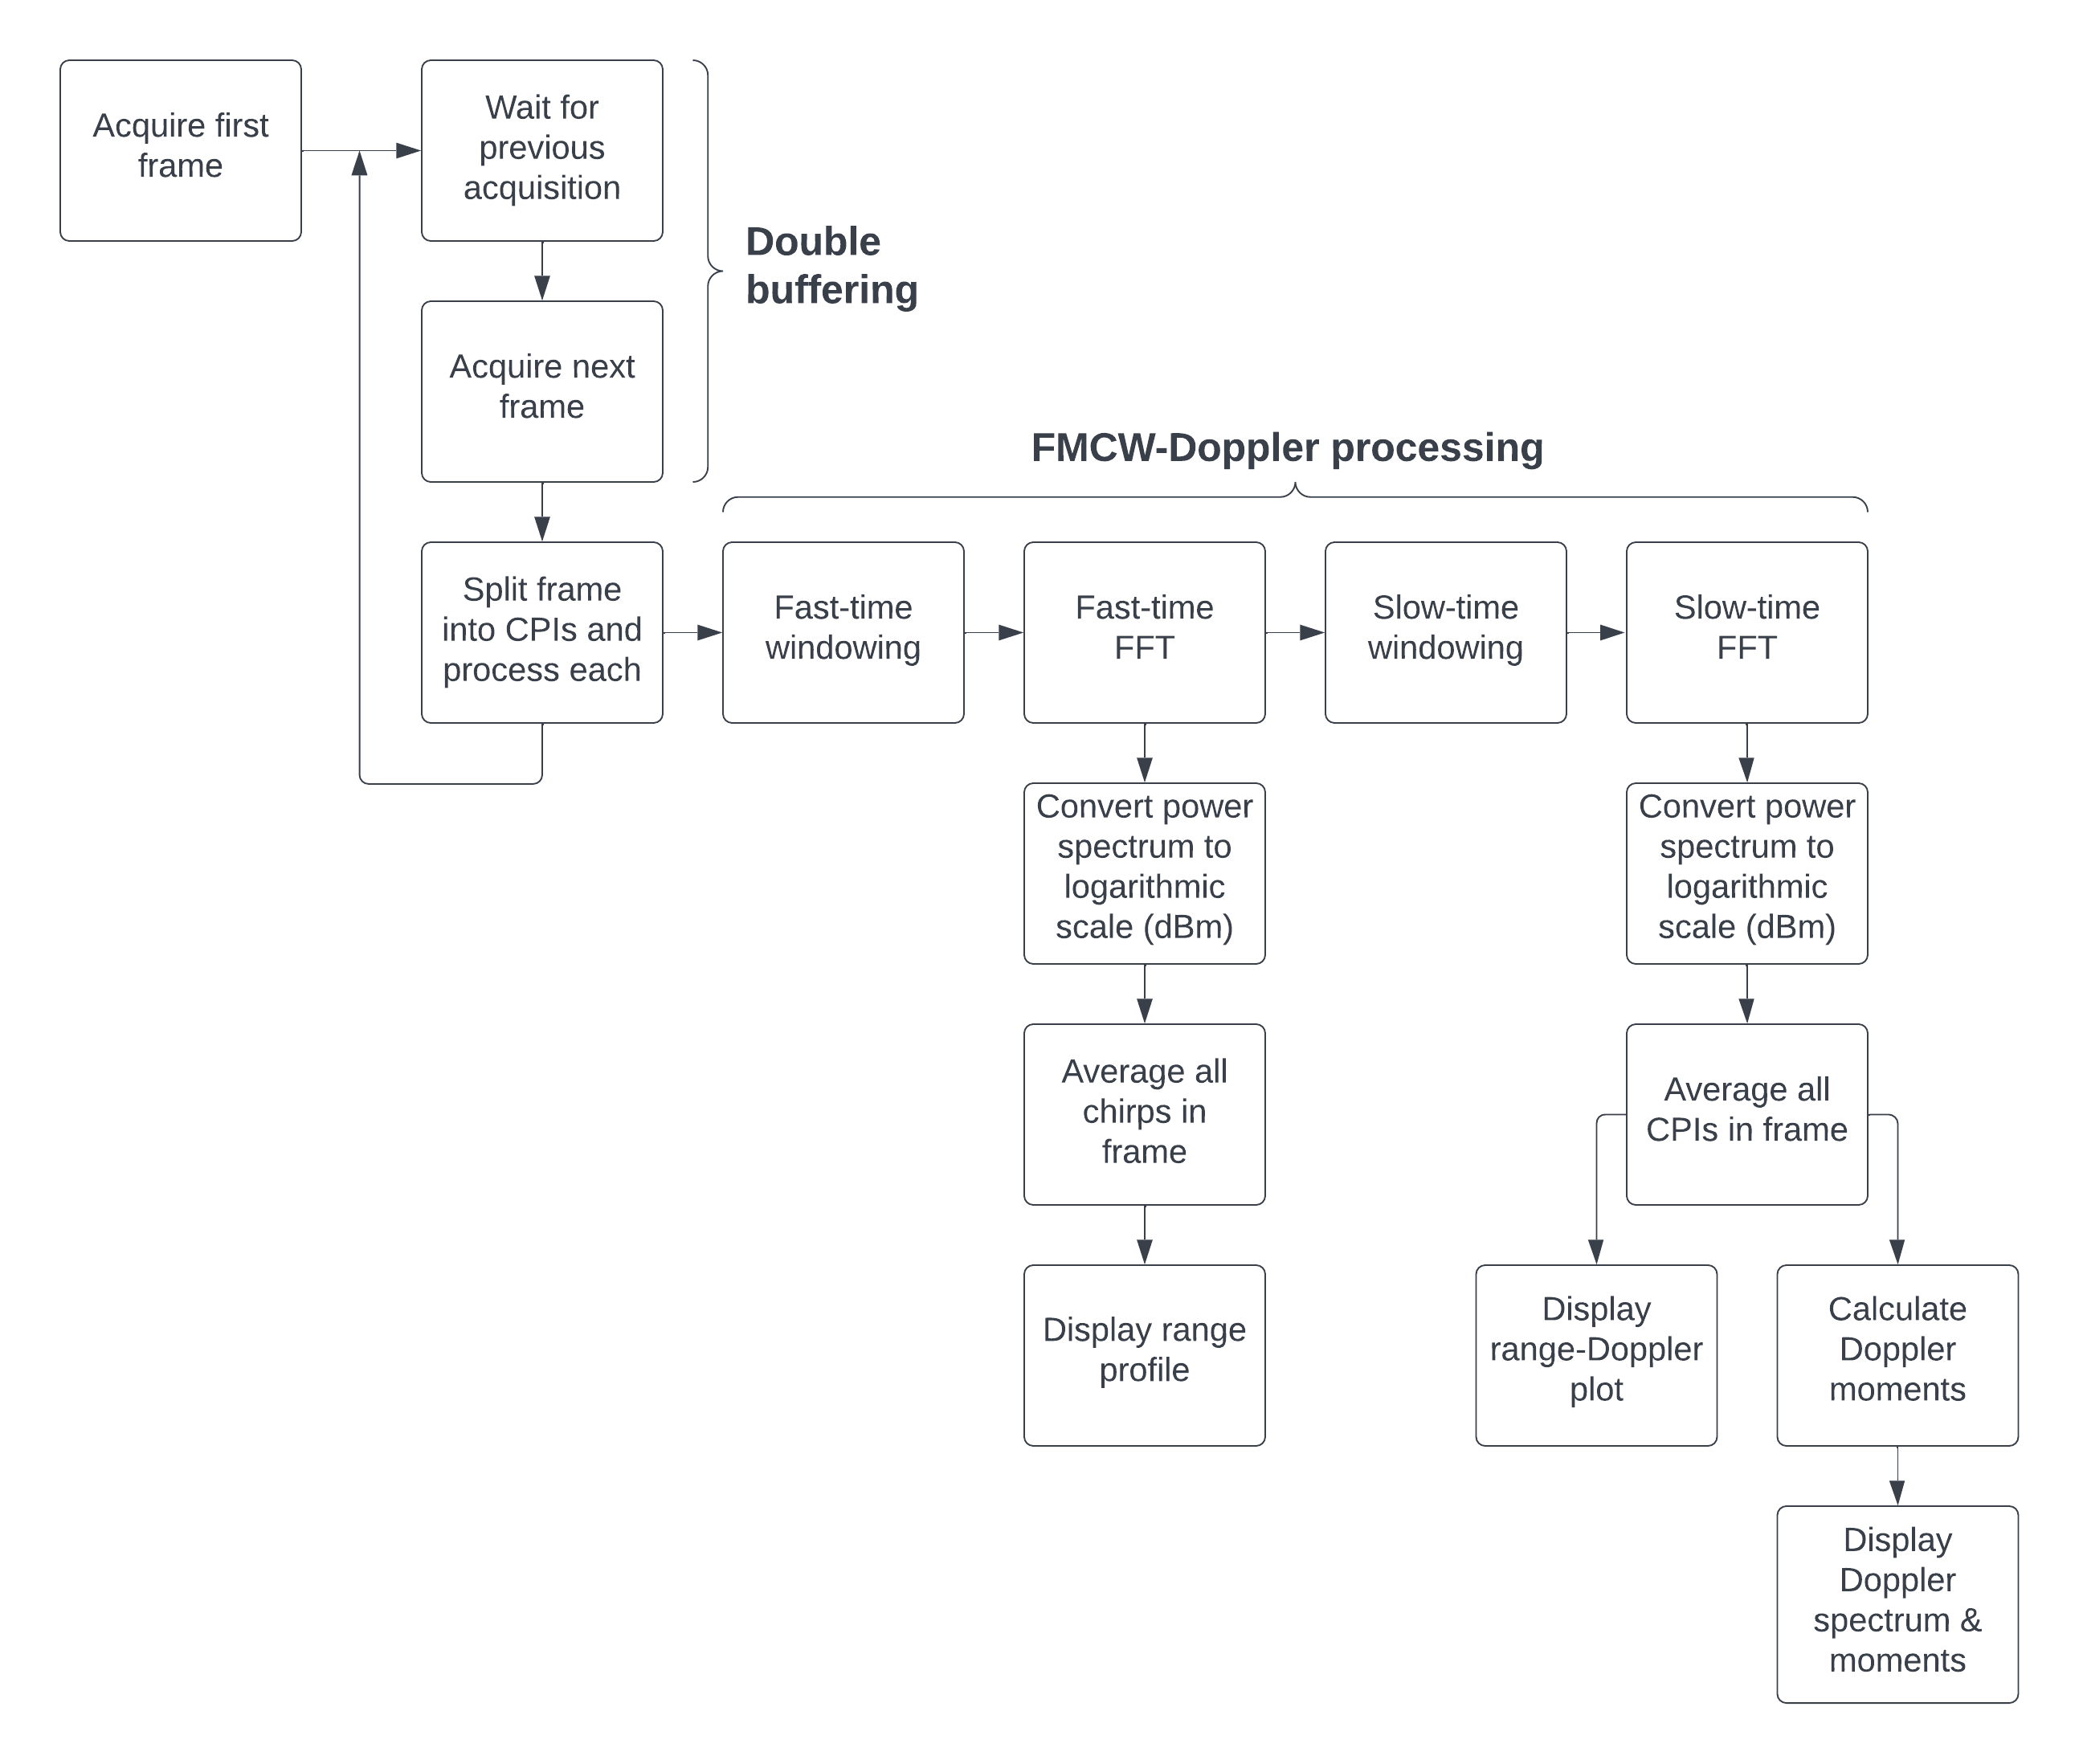 Acquire first
frame
Wait for
previous
acquisition
Double
buffering
Acquire next
frame
FMCW-Doppler processing
Split frame
into CPIs and
process each
Fast-time
windowing
Fast-time
FFT
Slow-time
windowing
Slow-time
FFT
Convert power
spectrum to
logarithmic
scale (dBm)
Convert power
spectrum to
logarithmic
scale (dBm)
Average all
chirps in
frame
Average all
CPIs in frame
Display range
profile
Display
range-Doppler
plot
Calculate
Doppler
moments
Display
Doppler
spectrum &
moments